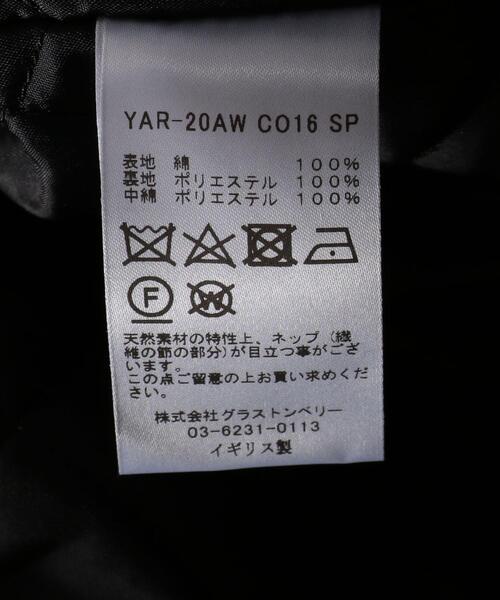 YAR-20AW CO16 SP
表地 綿 100%
裏地 ポリエステル 100%
中綿 ポリエステル 100%
F W
天然素材の特性上、ネップ（繊
維の節の部分）が目立つ事がござ
います。
この点ご留意の上お買い求めくだ
さい。
株式会社グラストンベリー
03-6231-0113
イギリス製